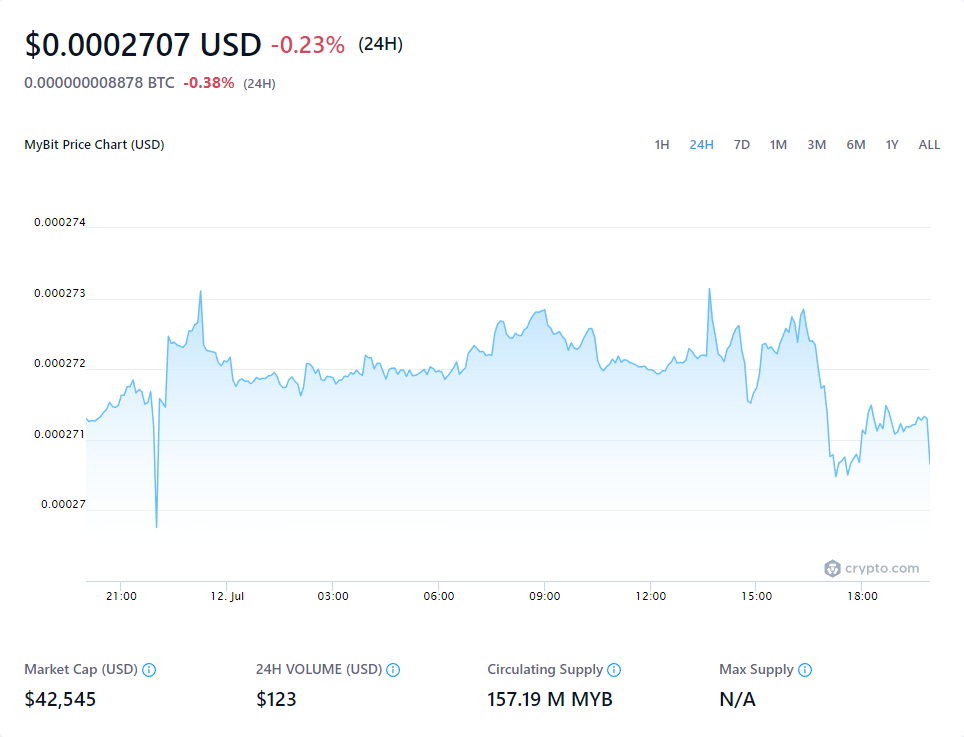 $0.0002707 USD -0.23% (24H)
0.000000008878 BTC -0.38% (24H)
MyBit Price Chart (USD) 1H 24H 7D 1M 3M 6M 1Y ALL
0.000274
0.000273
0.000272
0.000271
0.00027
crypto.com
21:00 12. Jul 03:00 06:00 09:00 12:00 15:00 18:00
Market Cap (USD) 24H VOLUME (USD) Circulating Supply Max Supply
$42,545 $123 157.19 M MYB N/A